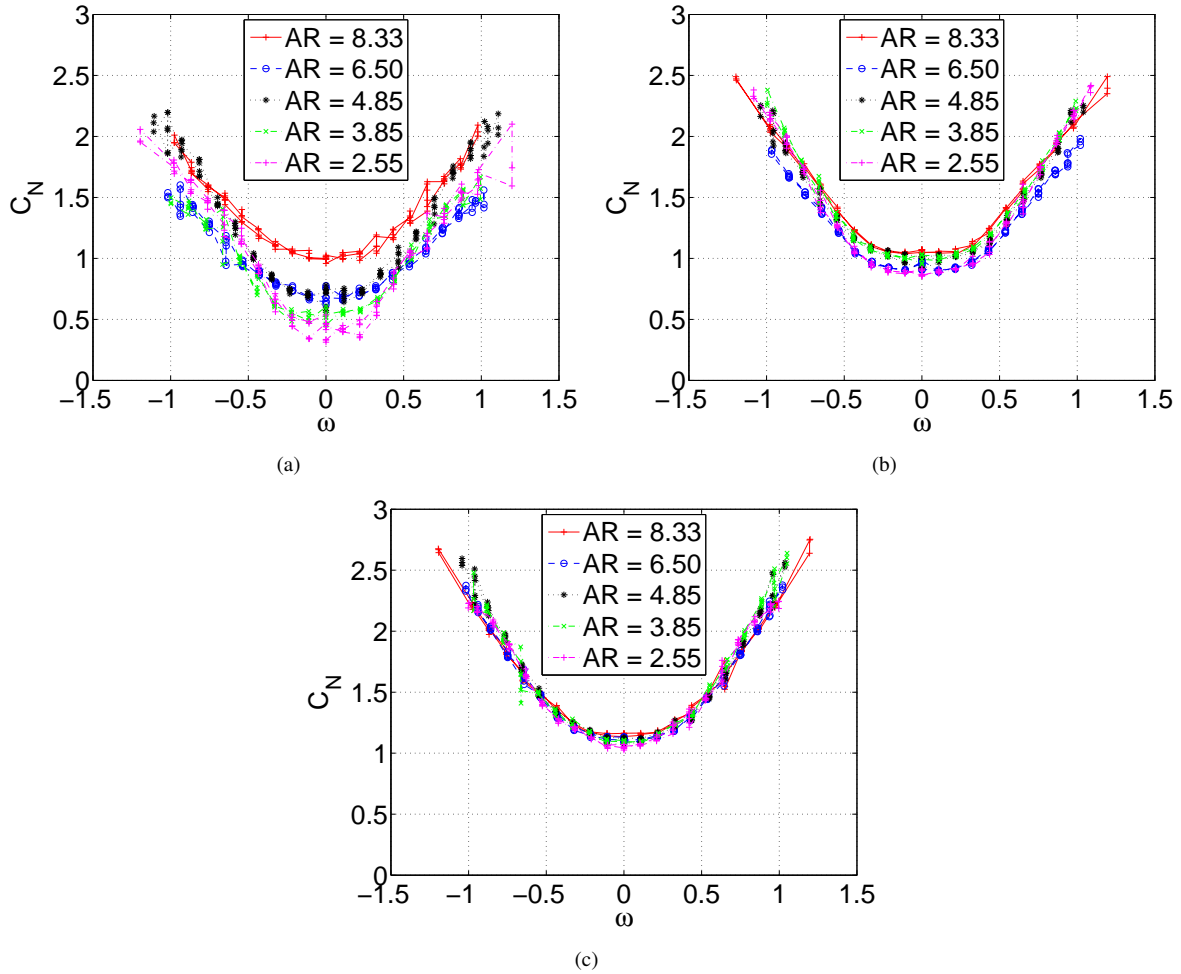 3
2.5
2
1.5
1
0.5
0
C_N
AR = 8.33
AR = 6.50
AR = 4.85
AR = 3.85
AR = 2.55
−1.5 −1 −0.5 0 0.5 1 1.5
ω
(a)
3
2.5
2
1.5
1
0.5
0
C_N
AR = 8.33
AR = 6.50
AR = 4.85
AR = 3.85
AR = 2.55
−1.5 −1 −0.5 0 0.5 1 1.5
ω
(b)
3
2.5
2
1.5
1
0.5
0
C_N
AR = 8.33
AR = 6.50
AR = 4.85
AR = 3.85
AR = 2.55
−1.5 −1 −0.5 0 0.5 1 1.5
ω
(c)